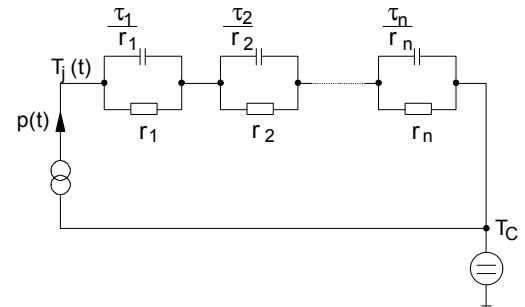 τ1 τ2 τn
r1 r2 rn
Tj (t)
p(t)
r1 r2 rn
TC